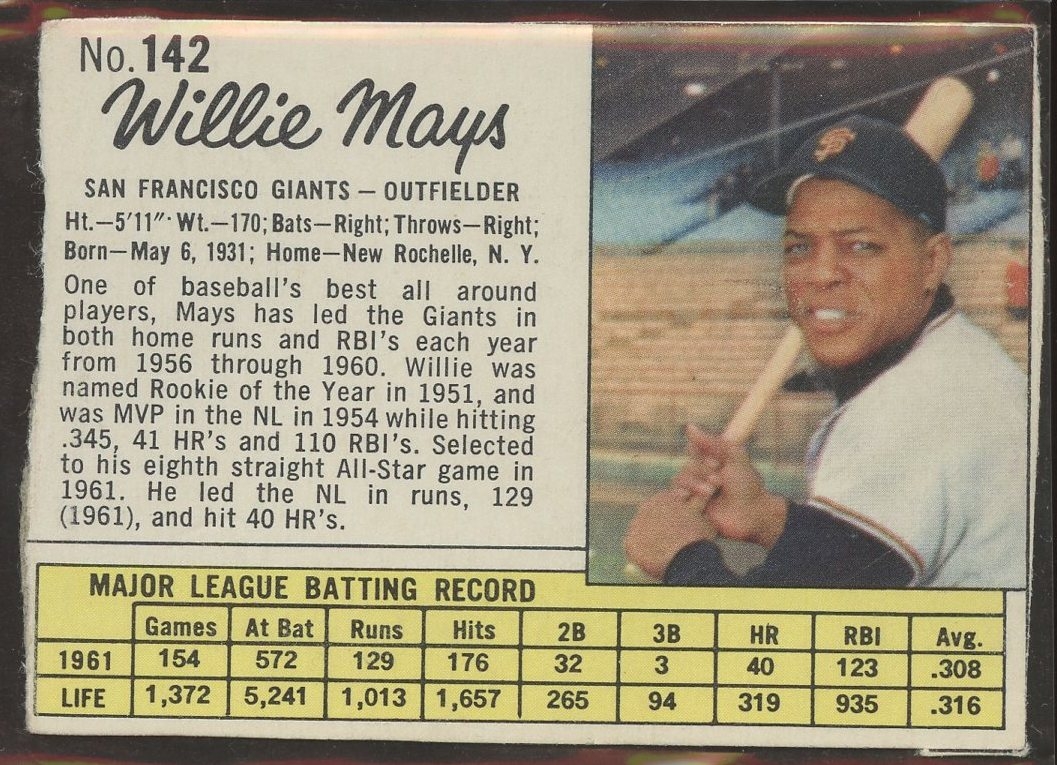 No. 142
Willie Mays
SAN FRANCISCO GIANTS — OUTFIELDER
Ht.—5'11" Wt.—170; Bats—Right; Throws—Right;
Born—May 6, 1931; Home—New Rochelle, N. Y.
One of baseball's best all around
players, Mays has led the Giants in
both home runs and RBI's each year
from 1956 through 1960. Willie was
named Rookie of the Year in 1951, and
was MVP in the NL in 1954 while hitting
.345, 41 HR's and 110 RBI's. Selected
to his eighth straight All-Star game in
1961. He led the NL in runs, 129
(1961), and hit 40 HR's.
SF
MAJOR LEAGUE BATTING RECORD
Games At Bat Runs Hits 2B 3B HR RBI Avg.
1961 154 572 129 176 32 3 40 123 .308
LIFE 1,372 5,241 1,013 1,657 265 94 319 935 .316